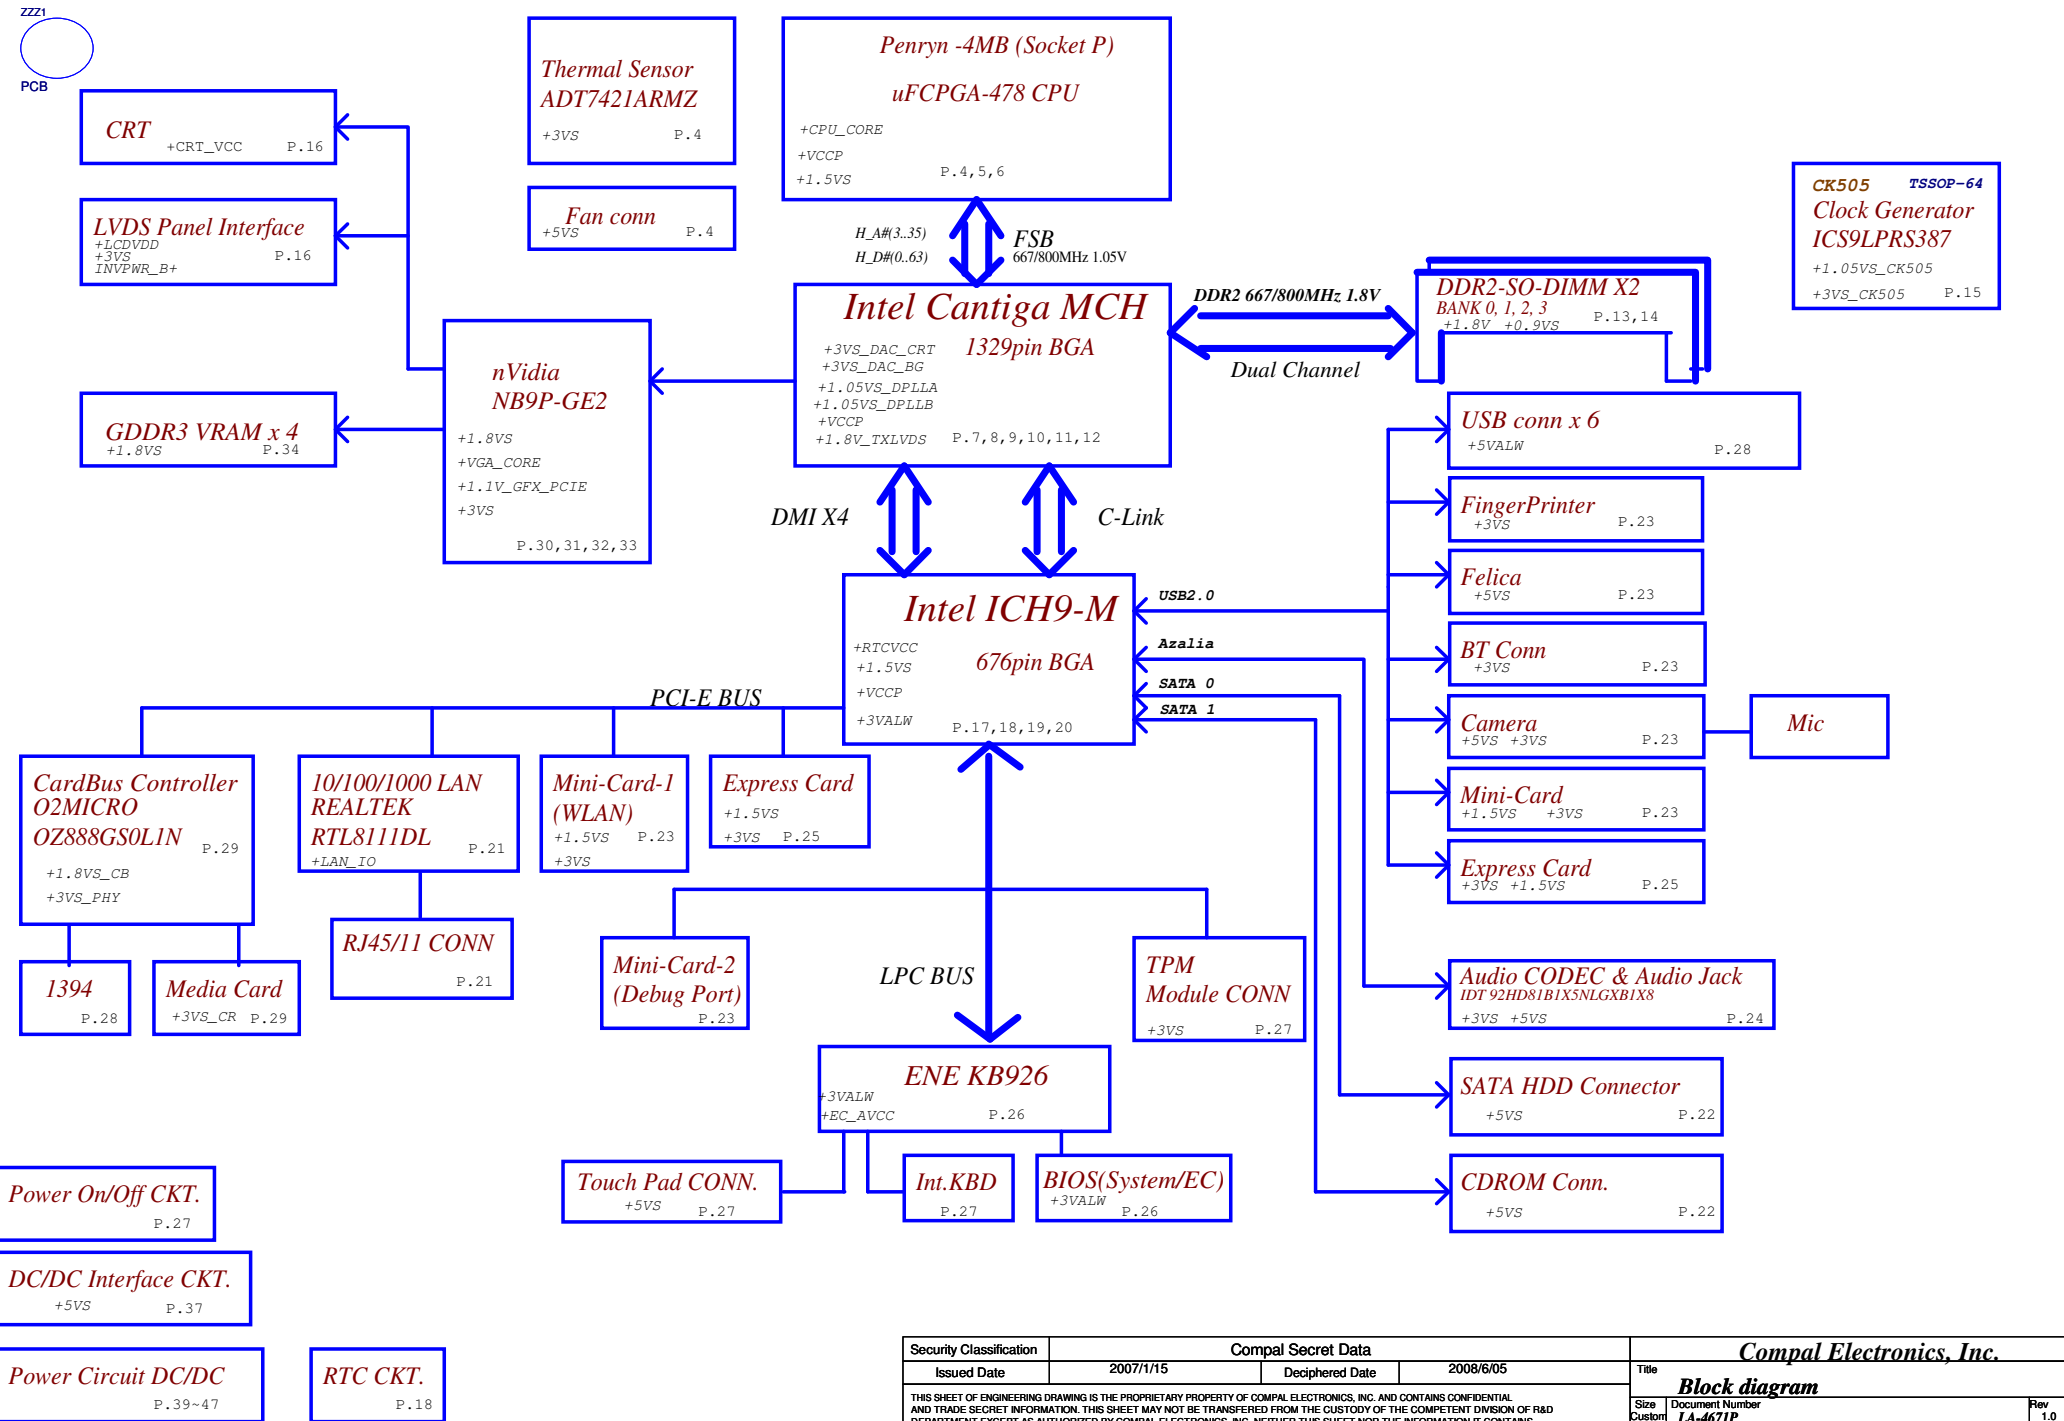 ZZZ1
PCB
CRT
+CRT_VCC P.16
LVDS Panel Interface
+LCDVDD
+3VS
INVPWR_B+
P.16
GDDR3 VRAM x 4
+1.8VS P.34
Thermal Sensor
ADT7421ARMZ
+3VS P.4
Fan conn
+5VS P.4
Penryn -4MB (Socket P)
uFCPGA-478 CPU
+CPU_CORE
+VCCP
+1.5VS
P.4,5,6
H_A#(3..35)
H_D#(0..63)
FSB
667/800MHz 1.05V
CK505 TSSOP-64
Clock Generator
ICS9LPRS387
+1.05VS_CK505
+3VS_CK505 P.15
Intel Cantiga MCH
1329pin BGA
+3VS_DAC_CRT
+3VS_DAC_BG
+1.05VS_DPLLA
+1.05VS_DPLLB
+VCCP
+1.8V_TXLVDS
P.7,8,9,10,11,12
DDR2 667/800MHz 1.8V
Dual Channel
DDR2-SO-DIMM X2
BANK 0, 1, 2, 3
+1.8V +0.9VS
P.13,14
nVidia
NB9P-GE2
+1.8VS
+VGA_CORE
+1.1V_GFX_PCIE
+3VS
P.30,31,32,33
DMI X4
C-Link
USB conn x 6
+5VALW
P.28
FingerPrinter
+3VS P.23
Felica
+5VS P.23
BT Conn
+3VS P.23
Camera
+5VS +3VS P.23
Mic
Mini-Card
+1.5VS +3VS P.23
Express Card
+3VS +1.5VS P.25
Intel ICH9-M
676pin BGA
+RTCVCC
+1.5VS
+VCCP
+3VALW
P.17,18,19,20
USB2.0
Azalia
SATA 0
SATA 1
PCI-E BUS
CardBus Controller
O2MICRO
OZ888GS0L1N P.29
+1.8VS_CB
+3VS_PHY
10/100/1000 LAN
REALTEK
RTL8111DL
P.21
+LAN_IO
Mini-Card-1
(WLAN)
+1.5VS P.23
+3VS
Express Card
+1.5VS
+3VS P.25
1394
P.28
Media Card
+3VS_CR P.29
RJ45/11 CONN
P.21
Mini-Card-2
(Debug Port)
P.23
LPC BUS
TPM
Module CONN
+3VS P.27
Audio CODEC & Audio Jack
IDT 92HD81B1X5NLGXB1X8
+3VS +5VS P.24
ENE KB926
+3VALW
+EC_AVCC
P.26
SATA HDD Connector
+5VS P.22
CDROM Conn.
+5VS P.22
Touch Pad CONN.
+5VS P.27
Int.KBD
P.27
BIOS(System/EC)
+3VALW
P.26
Power On/Off CKT.
P.27
DC/DC Interface CKT.
+5VS P.37
Power Circuit DC/DC
P.39~47
RTC CKT.
P.18
Security Classification
Compal Secret Data
Issued Date
2007/1/15
Deciphered Date
2008/6/05
THIS SHEET OF ENGINEERING DRAWING IS THE PROPRIETARY PROPERTY OF COMPAL ELECTRONICS, INC. AND CONTAINS CONFIDENTIAL
AND TRADE SECRET INFORMATION. THIS SHEET MAY NOT BE TRANSFERED FROM THE CUSTODY OF THE COMPETENT DIVISION OF R&D
DEPARTMENT EXCEPT AS AUTHORIZED BY COMPAL ELECTRONICS, INC. NEITHER THIS SHEET NOR THE INFORMATION IT CONTAINS
Compal Electronics, Inc.
Title
Block diagram
Size Document Number Rev
Custom LA-4671P 1.0